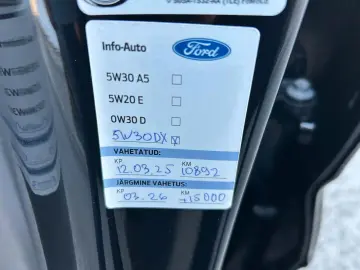 Info-Auto
Ford
5W30 A5
5W20 E
0W30 D
5W30DX
VAHETATUD:
KP KM
12.03.25 10892
JÄRGMINE VAHETUS:
KP KM
03.26 +15000